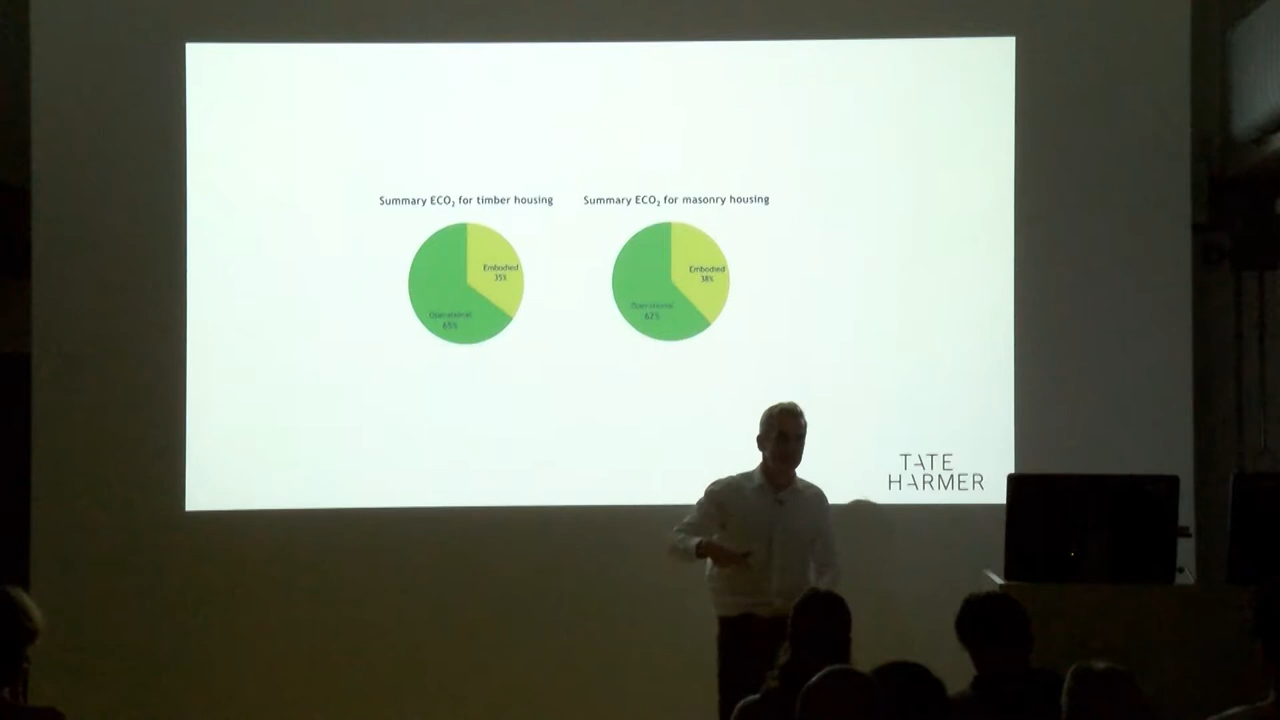 Summary ECO₂ for timber housing
Embodied
35%
Operational
65%
Summary ECO₂ for masonry housing
Embodied
38%
Operational
62%
TATE
HARMER